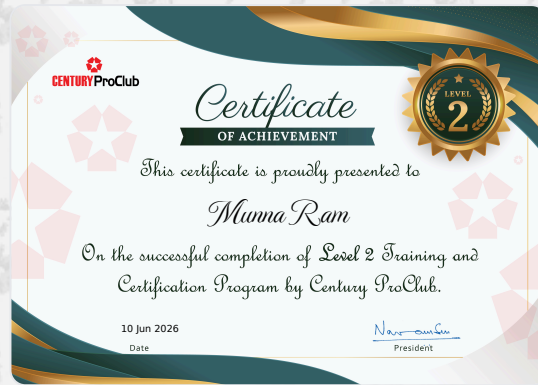 CENTURY ProClub
Certificate
OF ACHIEVEMENT
LEVEL
2
This certificate is proudly presented to
Munna Ram
On the successful completion of Level 2 Training and
Certification Program by Century ProClub.
10 Jun 2026
Date
President